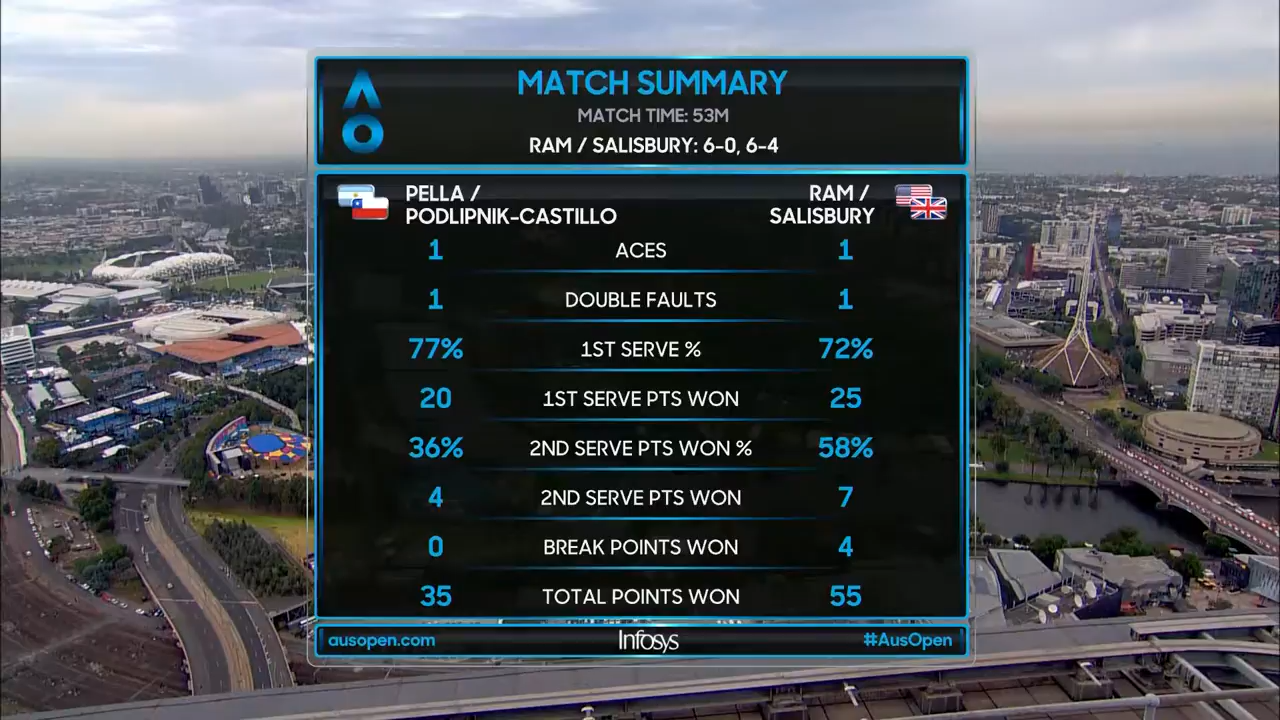 MATCH SUMMARY
MATCH TIME: 53M
RAM / SALISBURY: 6-0, 6-4
PELLA / PODLIPNIK-CASTILLO
RAM / SALISBURY
1 ACES 1
1 DOUBLE FAULTS 1
77% 1ST SERVE % 72%
20 1ST SERVE PTS WON 25
36% 2ND SERVE PTS WON % 58%
4 2ND SERVE PTS WON 7
0 BREAK POINTS WON 4
35 TOTAL POINTS WON 55
ausopen.com Infosys #AusOpen